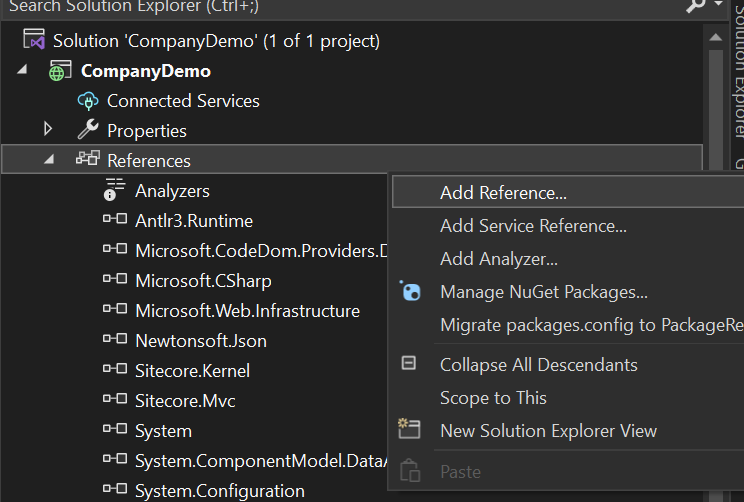 Search Solution Explorer (Ctrl+;)
Solution 'CompanyDemo' (1 of 1 project)
CompanyDemo
Connected Services
Properties
References
Analyzers
Antlr3.Runtime
Microsoft.CodeDom.Providers.D
Microsoft.CSharp
Microsoft.Web.Infrastructure
Newtonsoft.Json
Sitecore.Kernel
Sitecore.Mvc
System
System.ComponentModel.DataA
System.Configuration
Add Reference...
Add Service Reference...
Add Analyzer...
Manage NuGet Packages...
Migrate packages.config to PackageRe
Collapse All Descendants
Scope to This
New Solution Explorer View
Paste
Solution Explorer
G